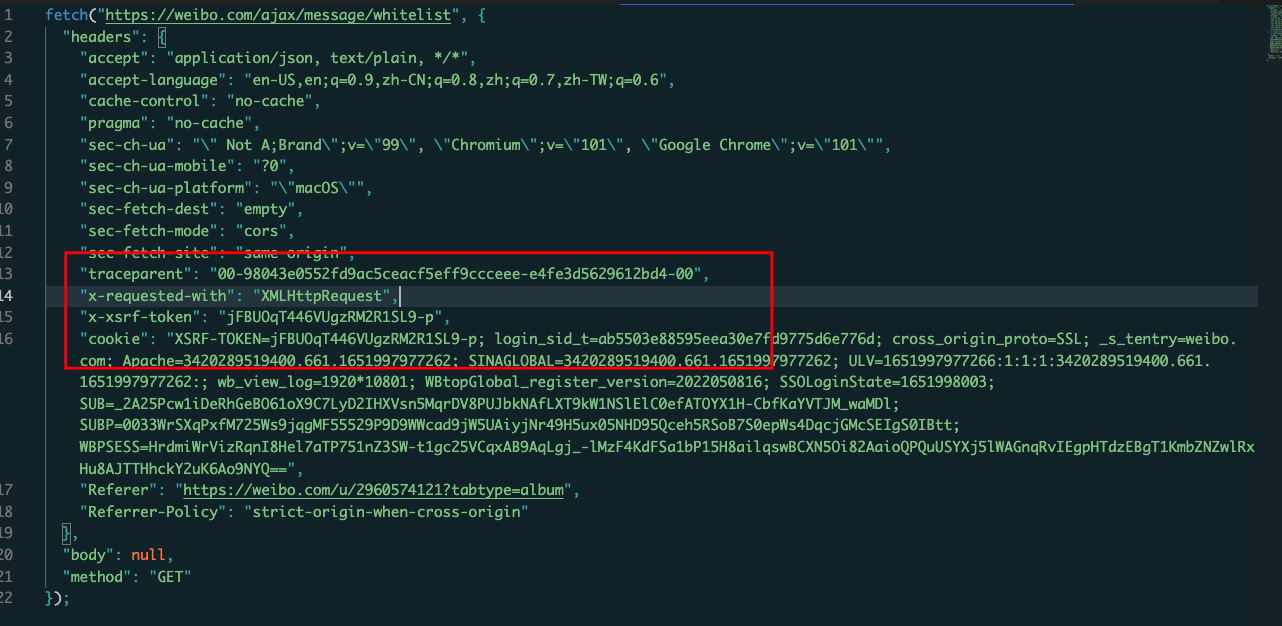 1 fetch("https://weibo.com/ajax/message/whitelist", {
2 "headers": {
3 "accept": "application/json, text/plain, */*",
4 "accept-language": "en-US,en;q=0.9,zh-CN;q=0.8,zh;q=0.7,zh-TW;q=0.6",
5 "cache-control": "no-cache",
6 "pragma": "no-cache",
7 "sec-ch-ua": "\" Not A;Brand\";v=\"99\", \"Chromium\";v=\"101\", \"Google Chrome\";v=\"101\"",
8 "sec-ch-ua-mobile": "?0",
9 "sec-ch-ua-platform": "\"macOS\"",
10 "sec-fetch-dest": "empty",
11 "sec-fetch-mode": "cors",
12 "sec-fetch-site": "same-origin",
13 "traceparent": "00-98043e0552fd9ac5ceacf5eff9ccceee-e4fe3d5629612bd4-00",
14 "x-requested-with": "XMLHttpRequest",
15 "x-xsrf-token": "jFBUOqT446VUgzRM2R1SL9-p",
16 "cookie": "XSRF-TOKEN=jFBUOqT446VUgzRM2R1SL9-p; login_sid_t=ab5503e88595eea30e7fd9775d6e776d; cross_origin_proto=SSL; _s_tentry=weibo.
com; Apache=3420289519400.661.1651997977262; SINAGLOBAL=3420289519400.661.1651997977262; ULV=1651997977266:1:1:1:3420289519400.661.
1651997977262:; wb_view_log=1920*10801; WBtopGlobal_register_version=2022050816; SSOLoginState=1651998003;
SUB=_2A25Pcw1iDeRhGeBO61oX9C7LyD2IHXVsn5MqrDV8PUJbkNAfLXT9kW1NSlElC0efATOYX1H-CbfKaYVTJM_waMDl;
SUBP=0033WrSXqPxfM725Ws9jqgMF55529P9D9WWcad9jW5UAiyjNr49H5ux05NHD95Qceh5RSoB7S0epWs4DqcjGMcSEIgS0IBtt;
WBPSESS=HrdmiWrVizRqnI8Hel7aTP751nZ3SW-t1gc25VCqxAB9AqLgj_-lMzF4KdFSa1bP15H8ailqswBCXN5Oi82AaioQPQuUSYXj5lWAGnqRvIEgpHTdzEBgT1KmbZNZwlRx
Hu8AJTTHhckY2uK6Ao9NYQ==",
17 "Referer": "https://weibo.com/u/2960574121?tabtype=album",
18 "Referrer-Policy": "strict-origin-when-cross-origin"
19 },
20 "body": null,
21 "method": "GET"
22 });